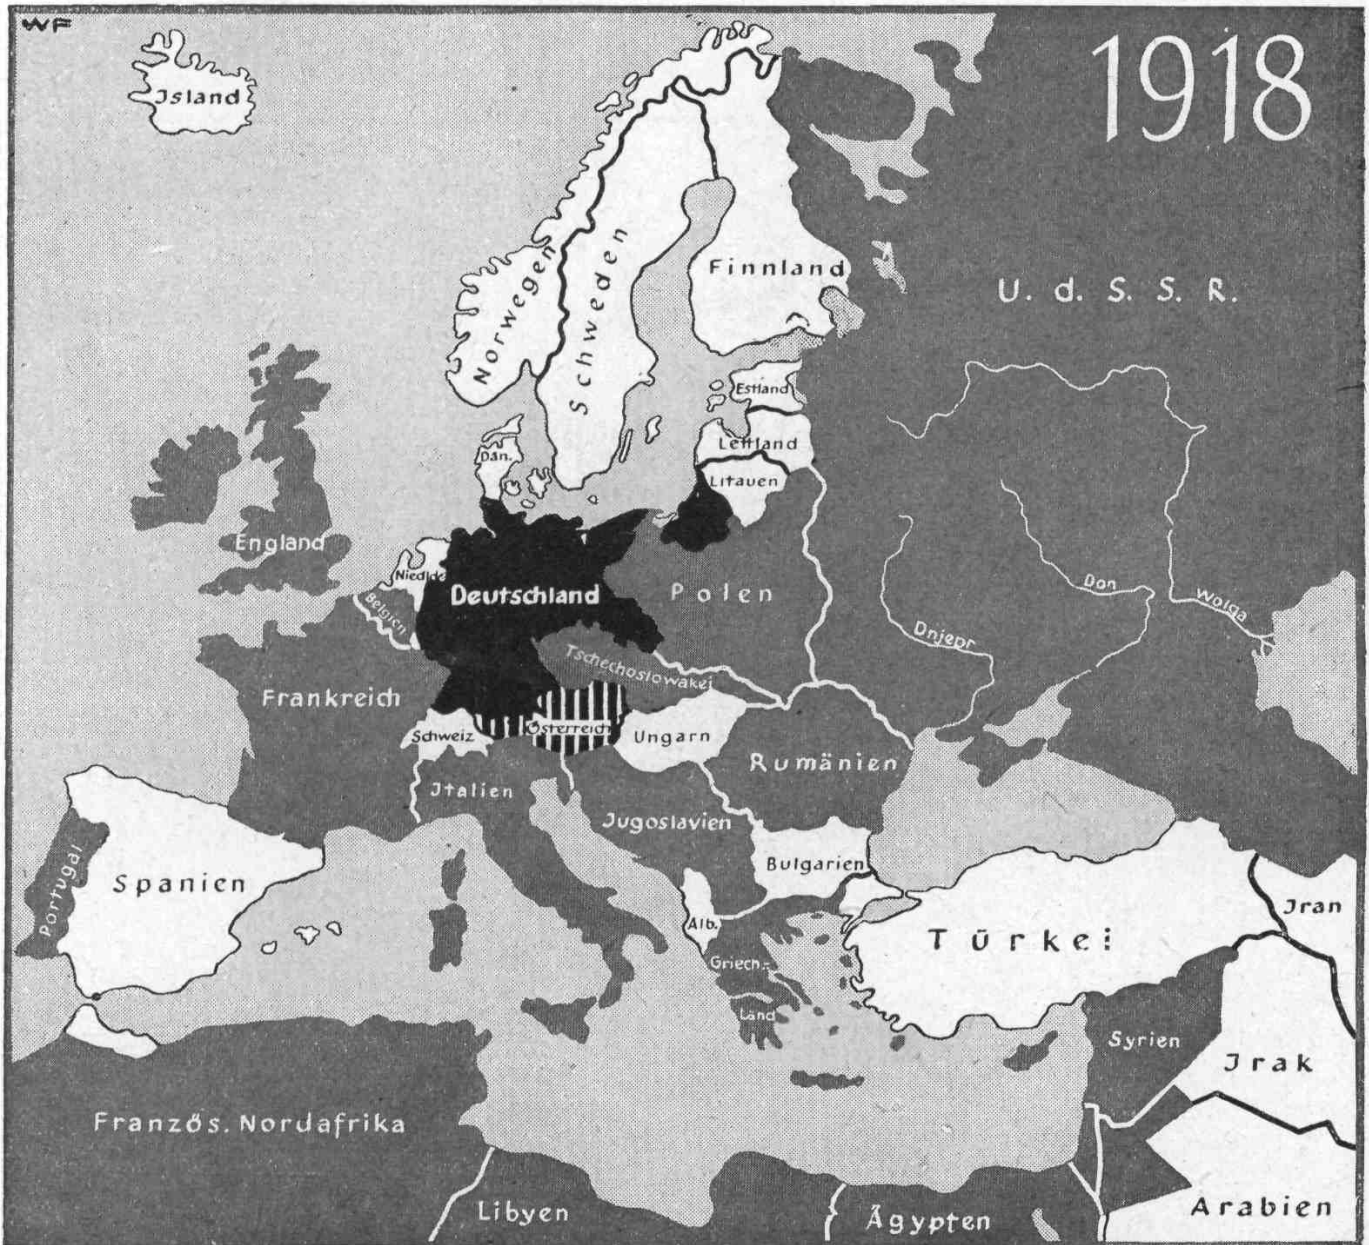 WF
1918
Jsland
Norwegen
Schweden
Finnland
U. d. S. S. R.
Estland
Lettland
Litauen
Dän.
England
Niedlde
Belgien
Deutschland
Polen
Don
Wolga
Dnjepr
Tschechoslowakei
Frankreich
Schweiz
Österreich
Ungarn
Rumänien
Jtalien
Jugoslavien
Bulgarien
Portugal
Spanien
Alb.
Griech.-
Land
Türkei
Jran
Syrien
Jrak
Französ. Nordafrika
Libyen
Ägypten
Arabien